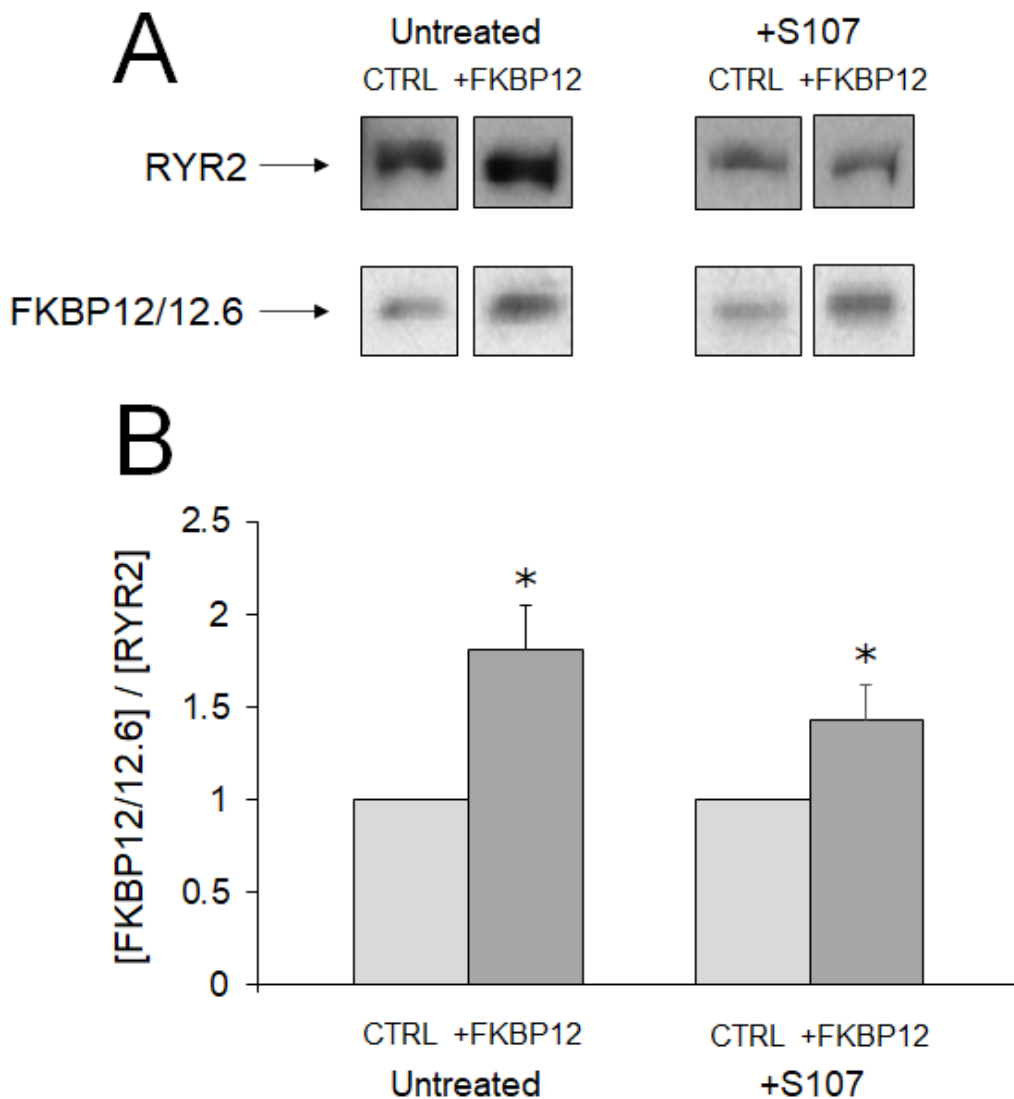 A
Untreated
+S107
CTRL +FKBP12
CTRL +FKBP12
RYR2
FKBP12/12.6
B
[FKBP12/12.6] / [RYR2]
2.5
2
1.5
1
0.5
0
*
*
CTRL +FKBP12
CTRL +FKBP12
Untreated
+S107